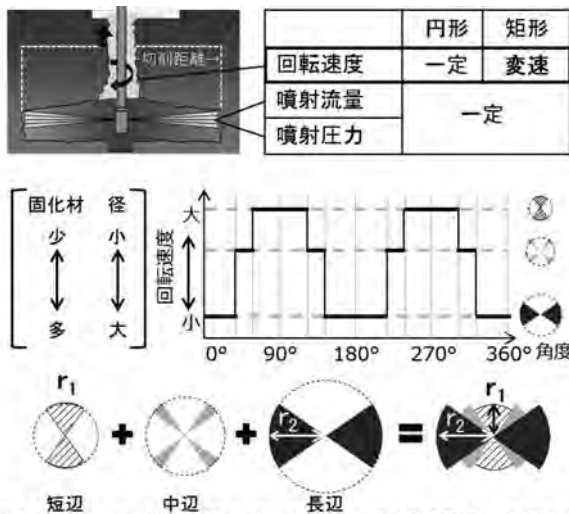 切削距離→
円形 矩形
回転速度 一定 変速
噴射流量
噴射圧力
一定
固化材 径
少 小
多 大
回転速度
大
小
0° 90° 180° 270° 360° 角度
r₁
r₂
r₁
r₂
+ + =
短辺 中辺 長辺